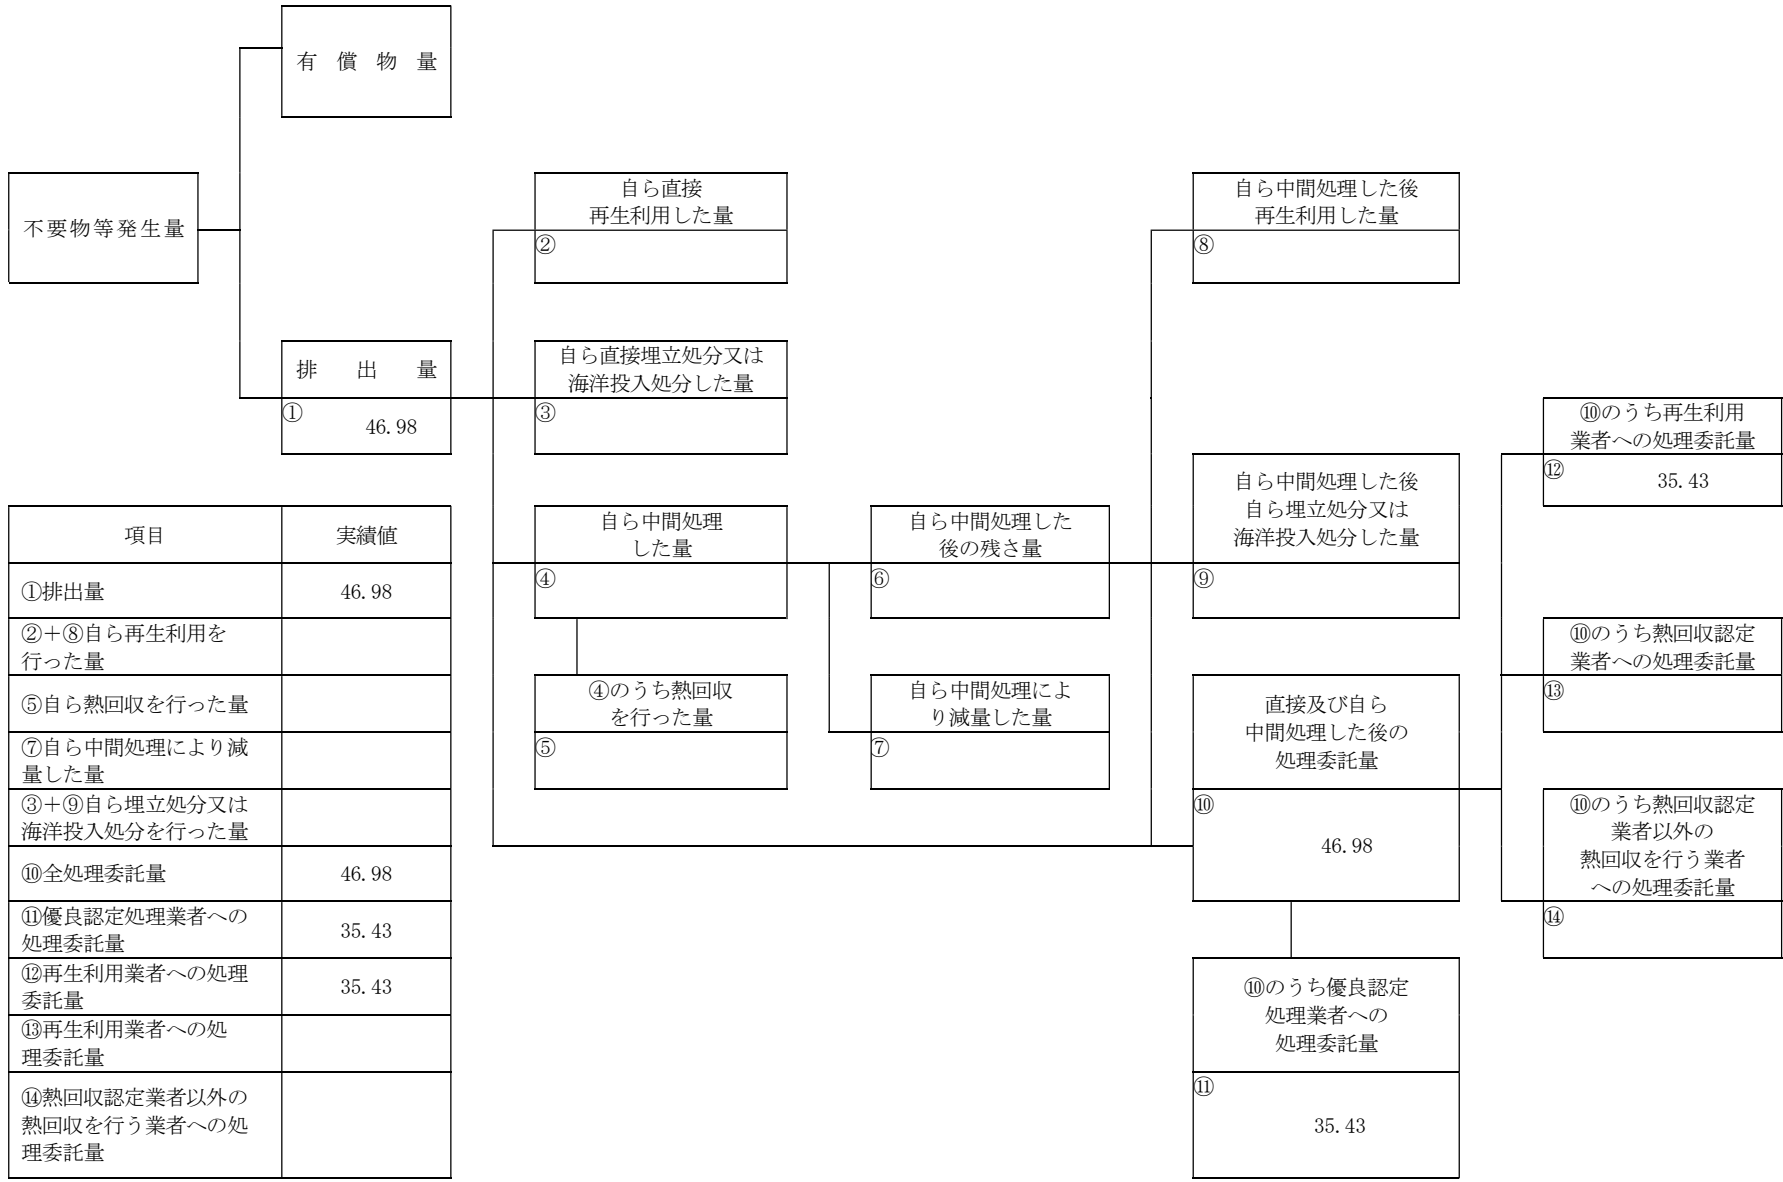 有 償 物 量
不要物等発生量
自ら直接
再生利用した量
②
自ら中間処理した後
再生利用した量
⑧
排 出 量
① 46.98
自ら直接埋立処分又は
海洋投入処分した量
③
⑩のうち再生利用
業者への処理委託量
⑫ 35.43
自ら中間処理
した量
④
自ら中間処理した
後の残さ量
⑥
自ら中間処理した後
自ら埋立処分又は
海洋投入処分した量
⑨
⑩のうち熱回収認定
業者への処理委託量
⑬
④のうち熱回収
を行った量
⑤
自ら中間処理によ
り減量した量
⑦
直接及び自ら
中間処理した後の
処理委託量
⑩
46.98
⑩のうち熱回収認定
業者以外の
熱回収を行う業者
への処理委託量
⑭
⑩のうち優良認定
処理業者への
処理委託量
⑪
35.43
項目 実績値
①排出量 46.98
②+⑧自ら再生利用を
行った量
⑤自ら熱回収を行った量
⑦自ら中間処理により減
量した量
③+⑨自ら埋立処分又は
海洋投入処分を行った量
⑩全処理委託量 46.98
⑪優良認定処理業者への
処理委託量 35.43
⑫再生利用業者への処理
委託量 35.43
⑬再生利用業者への処
理委託量
⑭熱回収認定業者以外の
熱回収を行う業者への処
理委託量